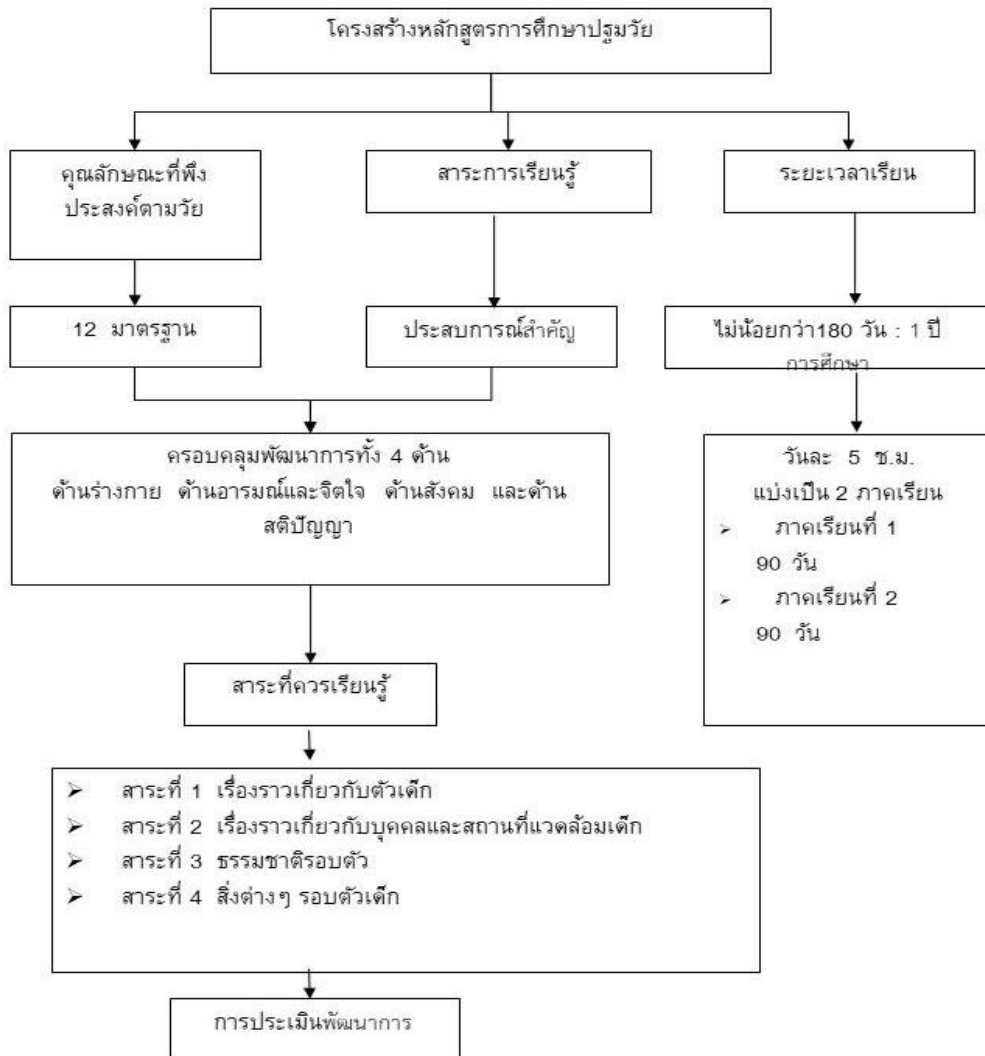 โครงสร้างหลักสูตรการศึกษาปฐมวัย
คุณลักษณะที่พึง
ประสงค์ตามวัย
สาระการเรียนรู้
ระยะเวลาเรียน
12 มาตรฐาน
ประสบการณ์สำคัญ
ไม่น้อยกว่า180 วัน : 1 ปี
การศึกษา
ครอบคลุมพัฒนาการทั้ง 4 ด้าน
ด้านร่างกาย ด้านอารมณ์และจิตใจ ด้านสังคม และด้าน
สติปัญญา
วันละ 5 ช.ม.
แบ่งเป็น 2 ภาคเรียน
➢ ภาคเรียนที่ 1
90 วัน
➢ ภาคเรียนที่ 2
90 วัน
สาระที่ควรเรียนรู้
➢ สาระที่ 1 เรื่องราวเกี่ยวกับตัวเด็ก
➢ สาระที่ 2 เรื่องราวเกี่ยวกับบุคคลและสถานที่แวดล้อมเด็ก
➢ สาระที่ 3 ธรรมชาติรอบตัว
➢ สาระที่ 4 สิ่งต่างๆ รอบตัวเด็ก
การประเมินพัฒนาการ